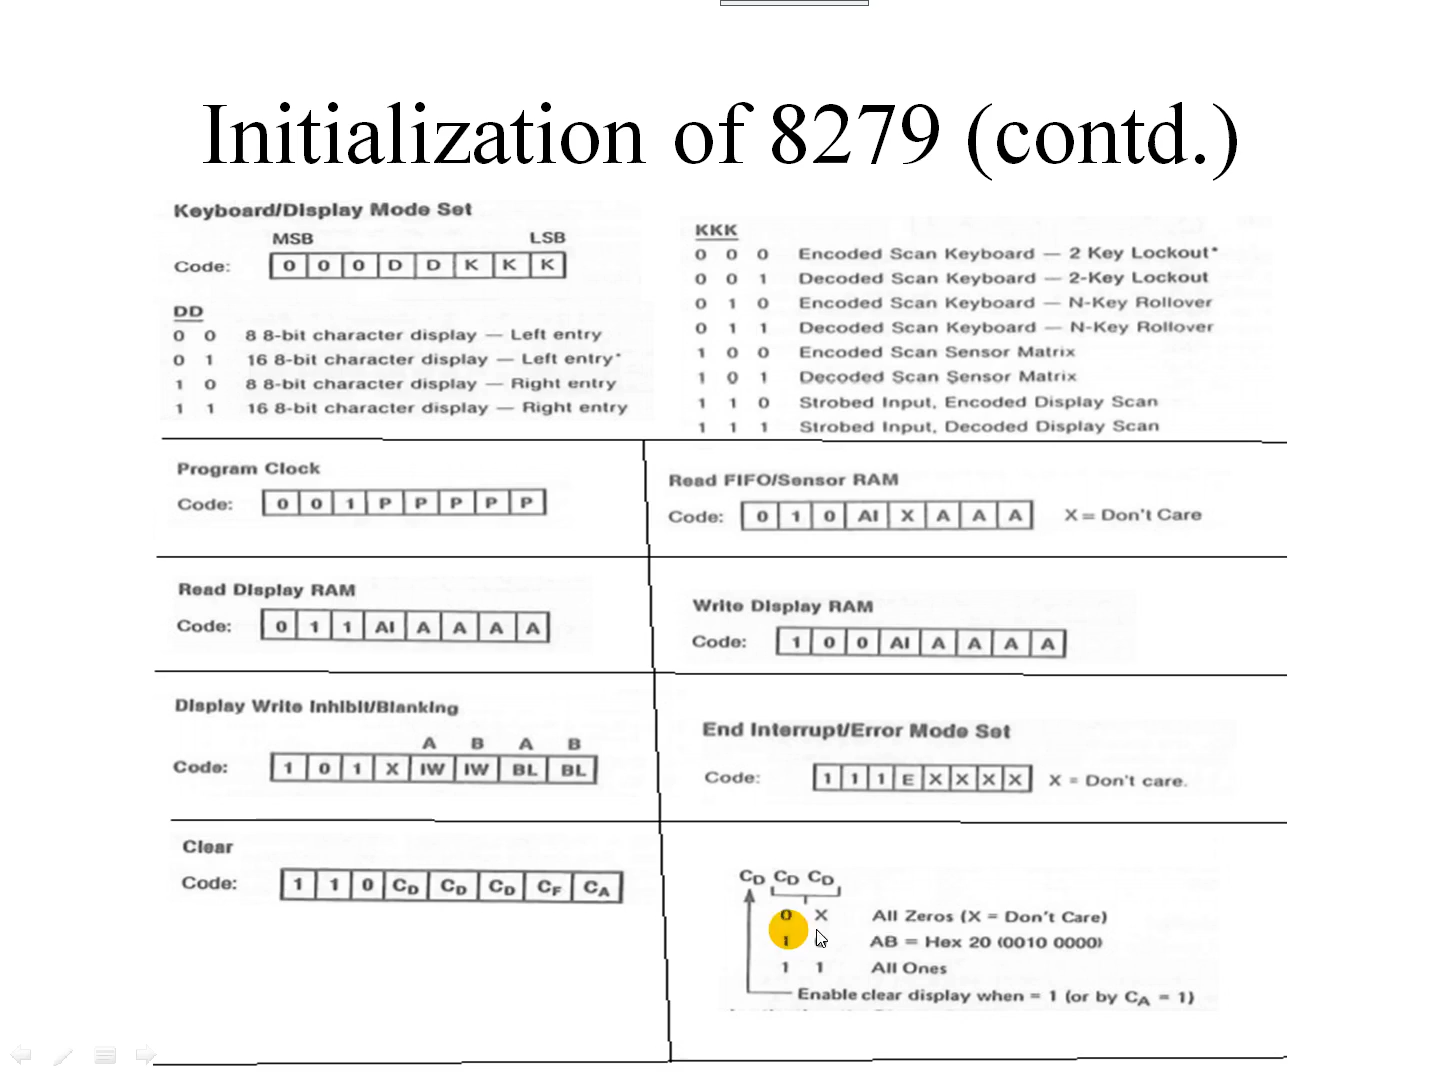 Initialization of 8279 (contd.)
Keyboard/Display Mode Set
MSB LSB
Code: 0 0 0 D D K K K
DD
0 0 8 8-bit character display — Left entry
0 1 16 8-bit character display — Left entry*
1 0 8 8-bit character display — Right entry
1 1 16 8-bit character display — Right entry
KKK
0 0 0 Encoded Scan Keyboard — 2 Key Lockout*
0 0 1 Decoded Scan Keyboard — 2-Key Lockout
0 1 0 Encoded Scan Keyboard — N-Key Rollover
0 1 1 Decoded Scan Keyboard — N-Key Rollover
1 0 0 Encoded Scan Sensor Matrix
1 0 1 Decoded Scan Sensor Matrix
1 1 0 Strobed Input, Encoded Display Scan
1 1 1 Strobed Input, Decoded Display Scan
Program Clock
Code: 0 0 1 P P P P P
Read FIFO/Sensor RAM
Code: 0 1 0 AI X A A A X = Don't Care
Read Display RAM
Code: 0 1 1 AI A A A A
Write Display RAM
Code: 1 0 0 AI A A A A
Display Write Inhibit/Blanking
A B A B
Code: 1 0 1 X IW IW BL BL
End Interrupt/Error Mode Set
Code: 1 1 1 E X X X X X = Don't care.
Clear
Code: 1 1 0 CD CD CD CF CA
CD CD CD
0 X All Zeros (X = Don't Care)
1 AB = Hex 20 (0010 0000)
1 1 All Ones
Enable clear display when = 1 (or by CA = 1)